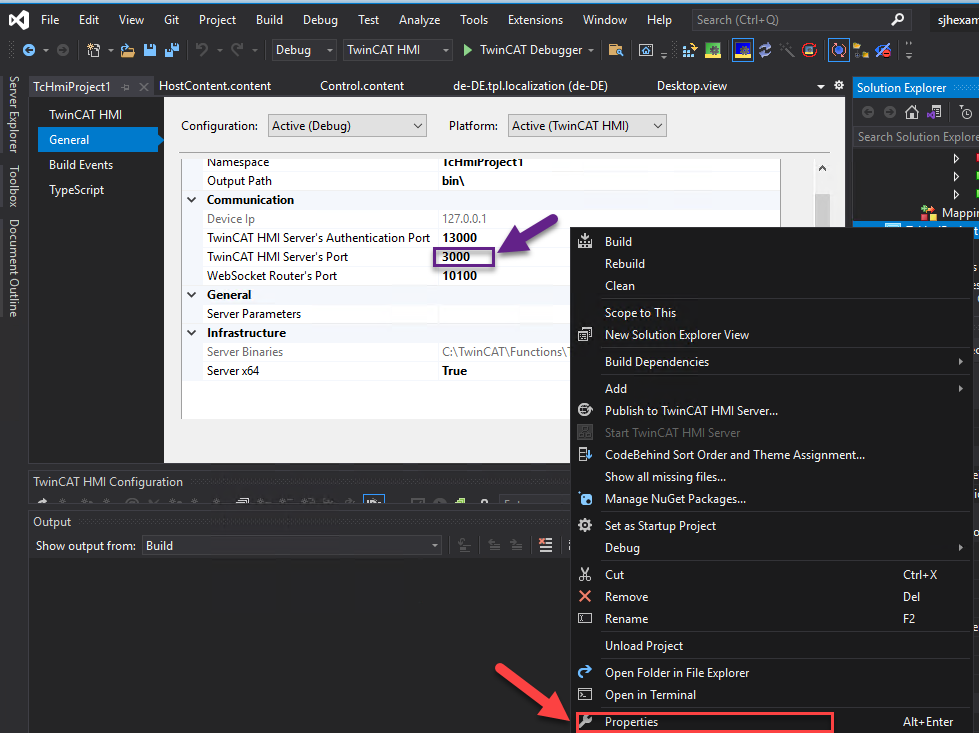 File Edit View Git Project Build Debug Test Analyze Tools Extensions Window Help Search (Ctrl+Q) sjhexam
Debug TwinCAT HMI TwinCAT Debugger
TcHmiProject1 HostContent.content Control.content de-DE.tpl.localization (de-DE) Desktop.view
Solution Explorer
Search Solution Explore
Mappin
Server Explorer
Toolbox
Document Outline
TwinCAT HMI
General
Build Events
TypeScript
Configuration: Active (Debug) Platform: Active (TwinCAT HMI)
Namespace TcHmiProject1
Output Path bin\
Communication
Device Ip 127.0.0.1
TwinCAT HMI Server's Authentication Port 13000
TwinCAT HMI Server's Port 3000
WebSocket Router's Port 10100
General
Server Parameters
Infrastructure
Server Binaries C:\TwinCAT\Functions\
Server x64 True
TwinCAT HMI Configuration
Output
Show output from: Build
Build
Rebuild
Clean
Scope to This
New Solution Explorer View
Build Dependencies
Add
Publish to TwinCAT HMI Server...
Start TwinCAT HMI Server
CodeBehind Sort Order and Theme Assignment...
Show all missing files...
Manage NuGet Packages...
Set as Startup Project
Debug
Cut Ctrl+X
Remove Del
Rename F2
Unload Project
Open Folder in File Explorer
Open in Terminal
Properties Alt+Enter